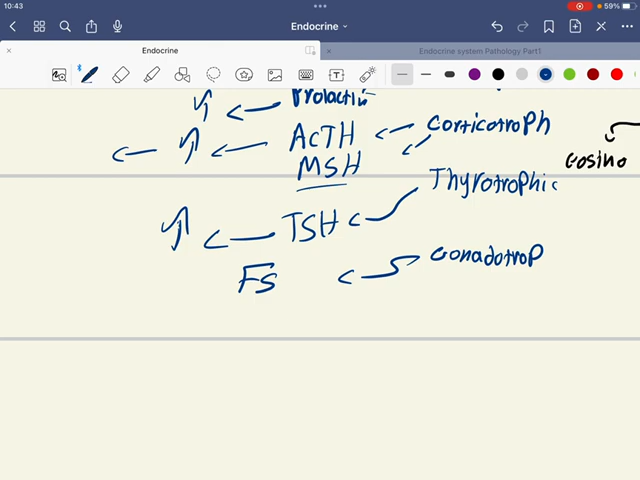 10:43
59%
Endocrine
Endocrine
Endocrine system Pathology Part1
Prolactin
ACTH
Corticotroph
MSH
Eosino
Thyrotrophic
TSH
Gonadotrop
FS